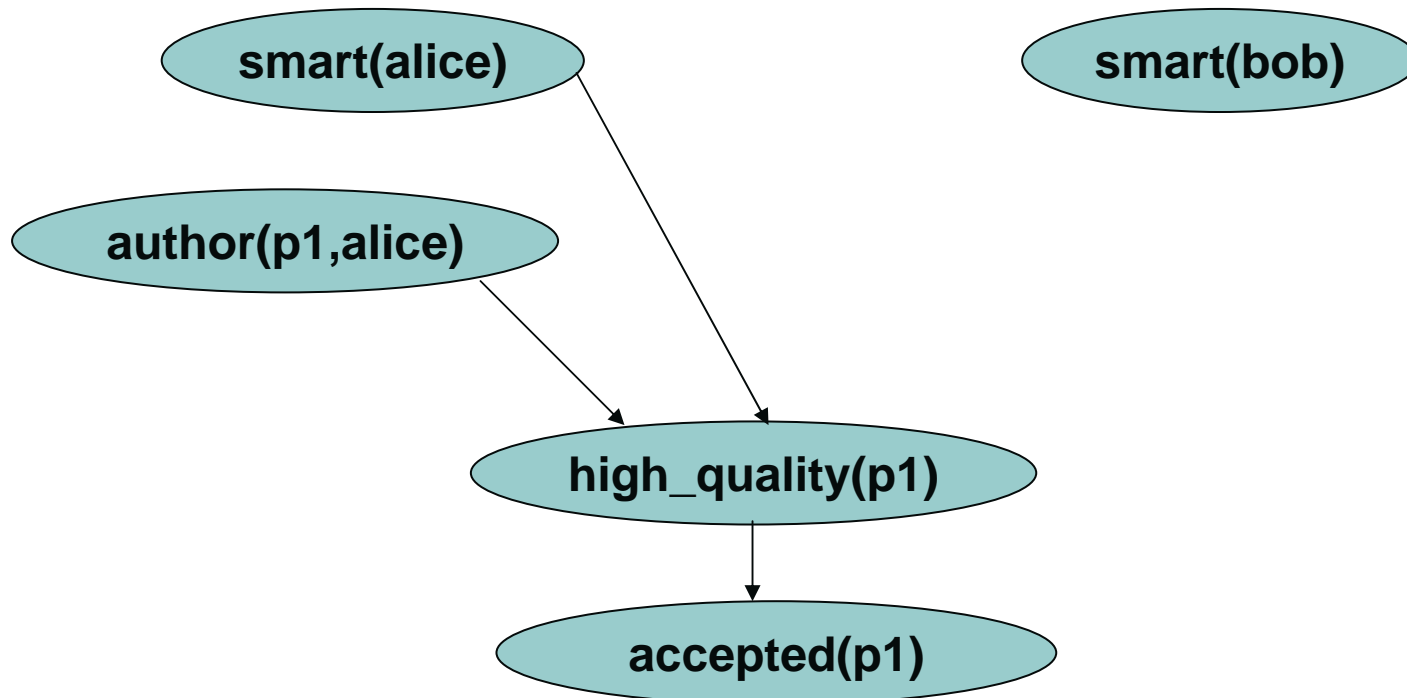 smart(alice)
smart(bob)
author(p1,alice)
high_quality(p1)
accepted(p1)